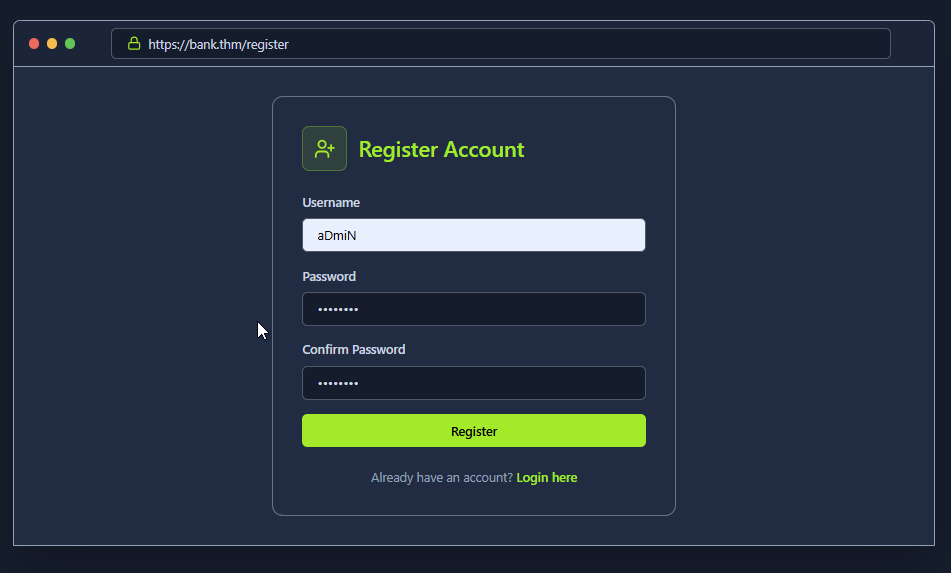 https://bank.thm/register
Register Account
Username
aDmiN
Password
••••••••
Confirm Password
••••••••
Register
Already have an account? Login here